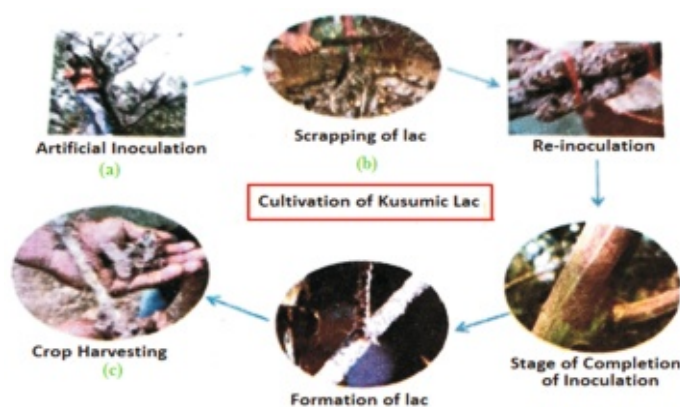 Artificial Inoculation
(a)
Scrapping of lac
(b)
Re-inoculation
Cultivation of Kusumic Lac
Crop Harvesting
(c)
Formation of lac
Stage of Completion
of Inoculation